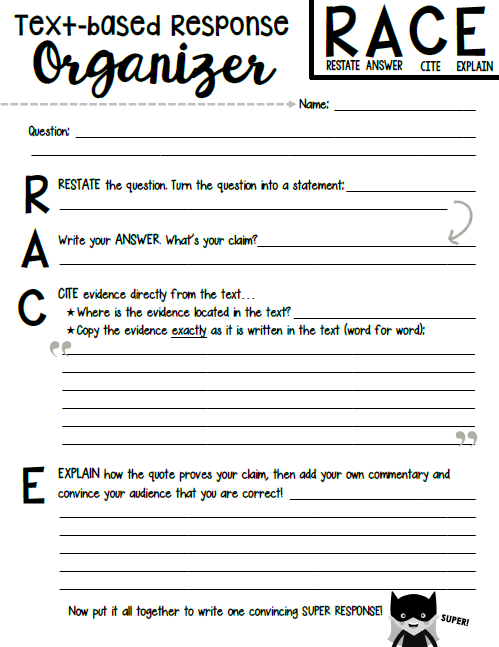 Text-based Response
Organizer
RACE
RESTATE ANSWER CITE EXPLAIN
Name:
Question:
R
RESTATE the question. Turn the question into a statement:
A
Write your ANSWER. What's your claim?
C
CITE evidence directly from the text...
★Where is the evidence located in the text?
★Copy the evidence exactly as it is written in the text (word for word):
“
”
E
EXPLAIN how the quote proves your claim, then add your own commentary and
convince your audience that you are correct!
Now put it all together to write one convincing SUPER RESPONSE!
SUPER!